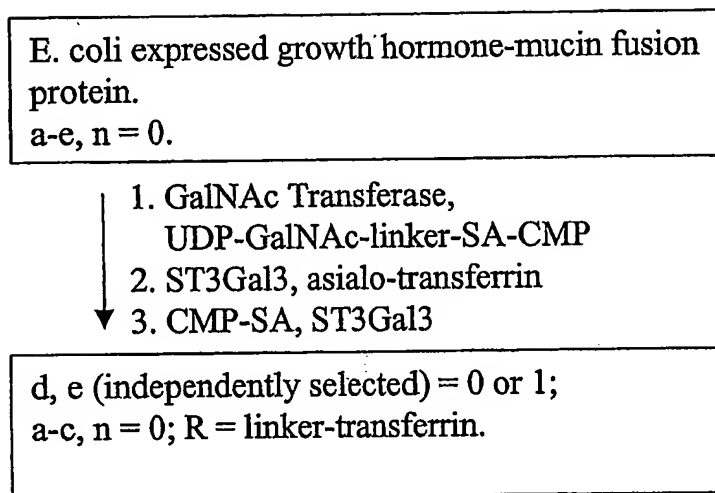 E. coli expressed growth hormone-mucin fusion
protein.
a-e, n = 0.
1. GalNAc Transferase,
UDP-GalNAc-linker-SA-CMP
2. ST3Gal3, asialo-transferrin
3. CMP-SA, ST3Gal3
d, e (independently selected) = 0 or 1;
a-c, n = 0; R = linker-transferrin.